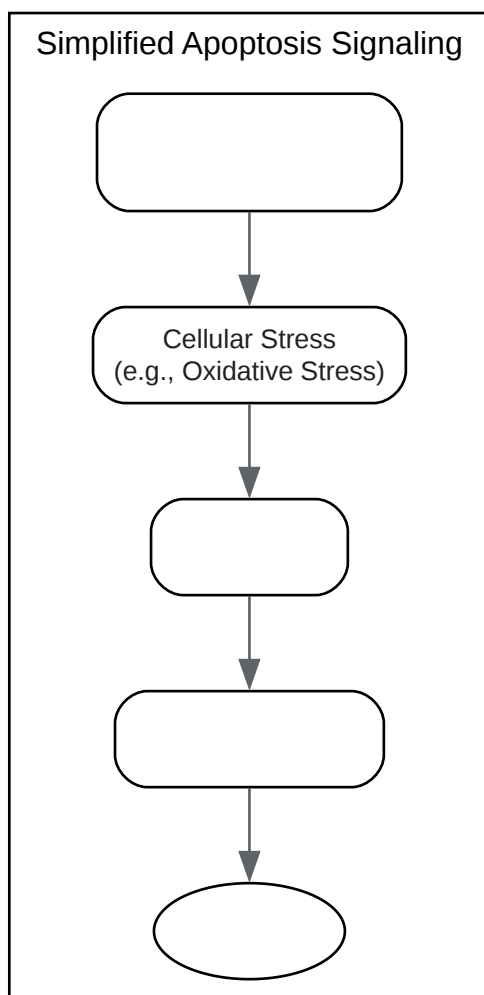 Simplified Apoptosis Signaling
Cellular Stress
(e.g., Oxidative Stress)